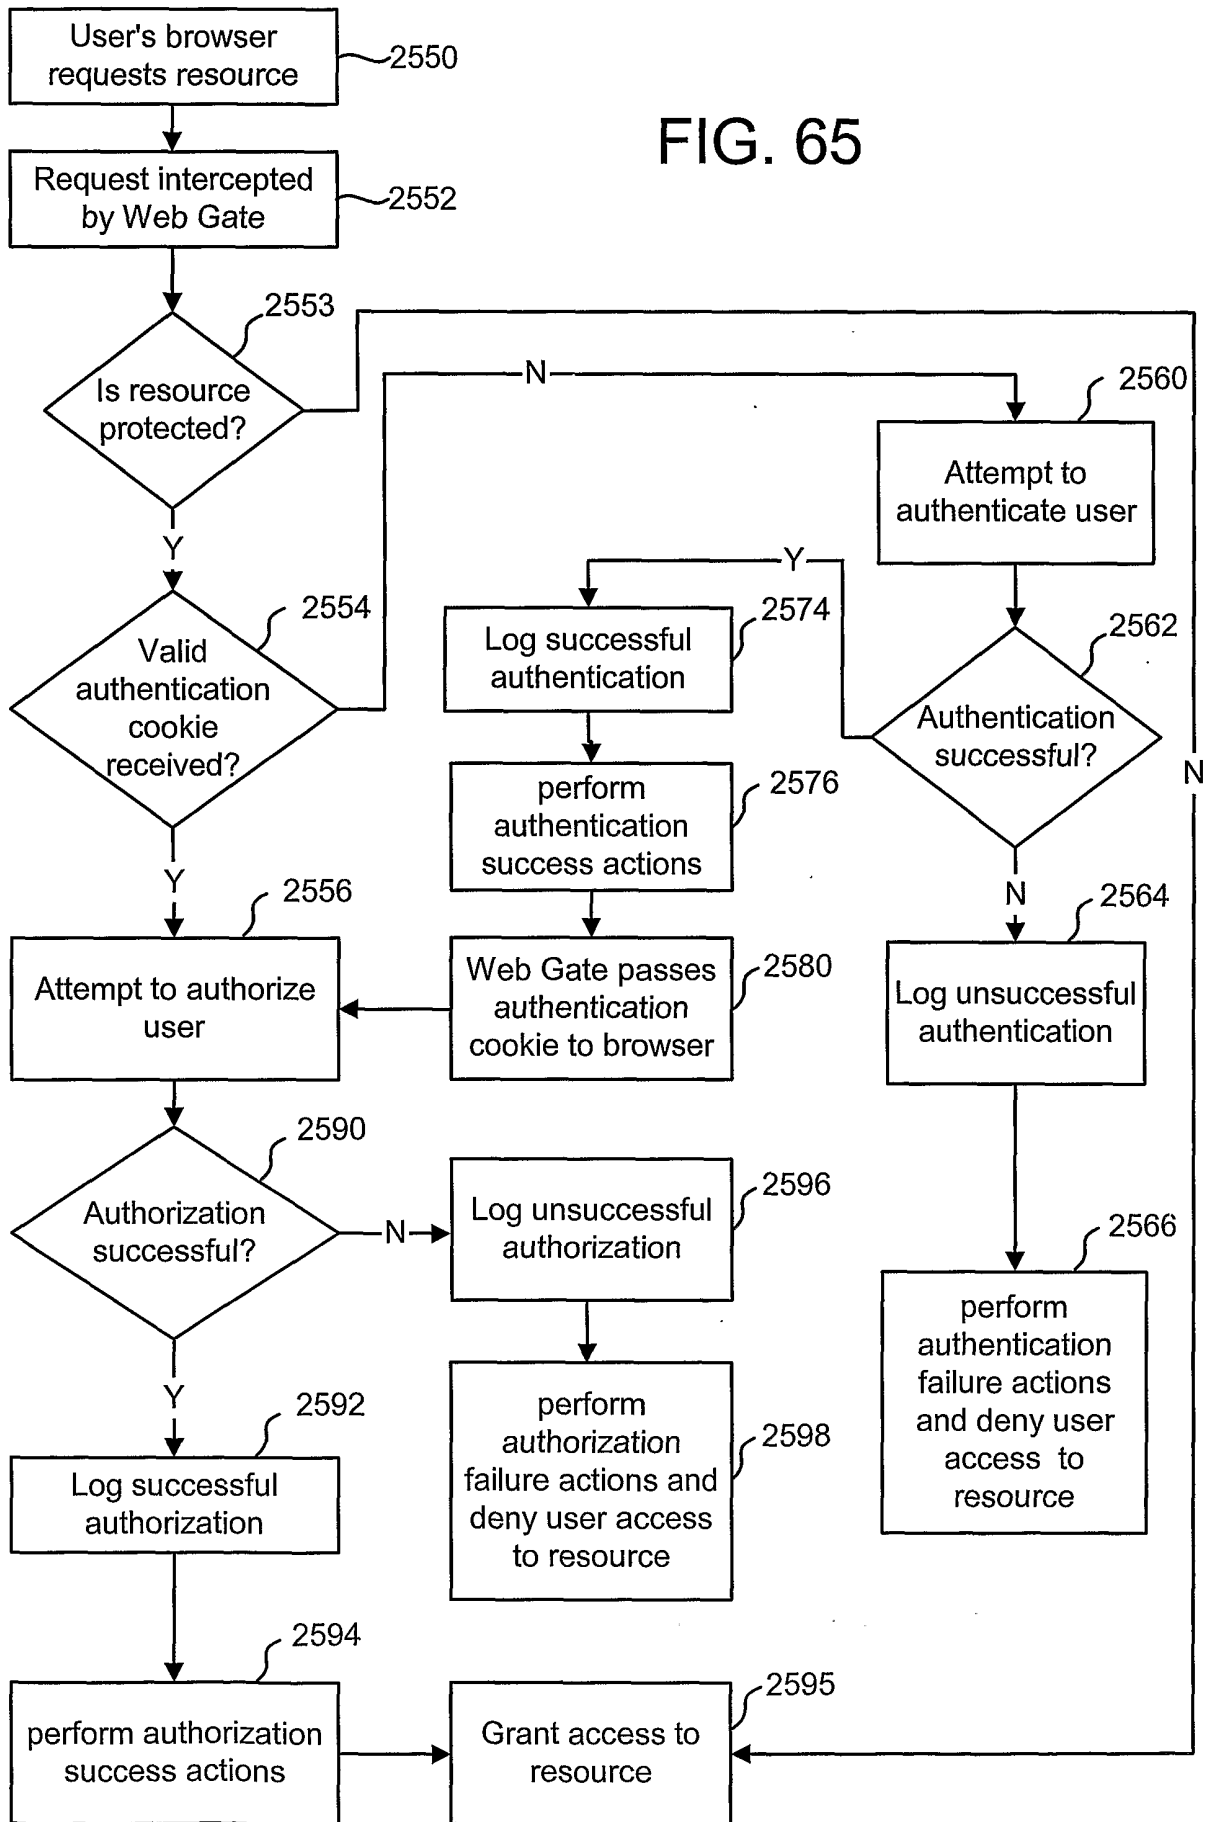 User's browser
requests resource
2550
FIG. 65
Request intercepted
by Web Gate
2552
2553
Is resource
protected?
N
2560
Attempt to
authenticate user
Y
Y
2554
Valid
authentication
cookie
received?
2574
Log successful
authentication
2562
Authentication
successful?
N
2576
perform
authentication
success actions
Y
2556
Attempt to authorize
user
2580
Web Gate passes
authentication
cookie to browser
N
2564
Log unsuccessful
authentication
2590
Authorization
successful?
N
2596
Log unsuccessful
authorization
2566
perform
authentication
failure actions
and deny user
access to
resource
Y
2592
Log successful
authorization
2598
perform
authorization
failure actions and
deny user access
to resource
2594
perform authorization
success actions
2595
Grant access to
resource